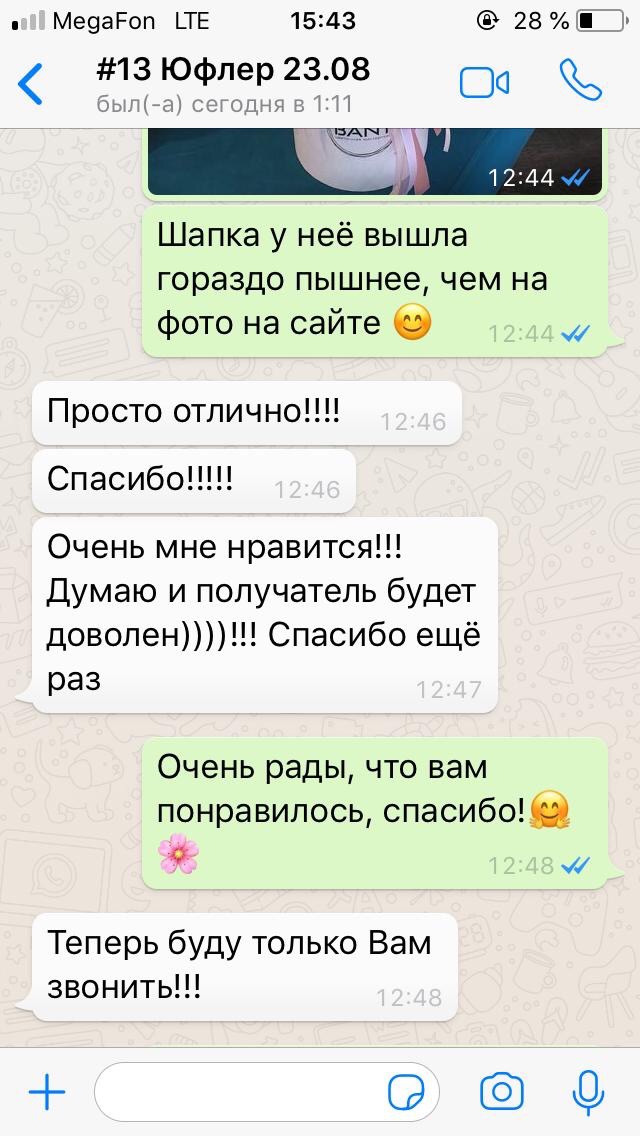 MegaFon LTE 15:43 28 %
#13 Юфлер 23.08
был(-а) сегодня в 1:11
BANT
12:44
Шапка у неё вышла
гораздо пышнее, чем на
фото на сайте 😊 12:44
Просто отлично!!!! 12:46
Спасибо!!!!! 12:46
Очень мне нравится!!!
Думаю и получатель будет
доволен))))!!! Спасибо ещё
раз 12:47
Очень рады, что вам
понравилось, спасибо!🤗
🌸 12:48
Теперь буду только Вам
звонить!!! 12:48